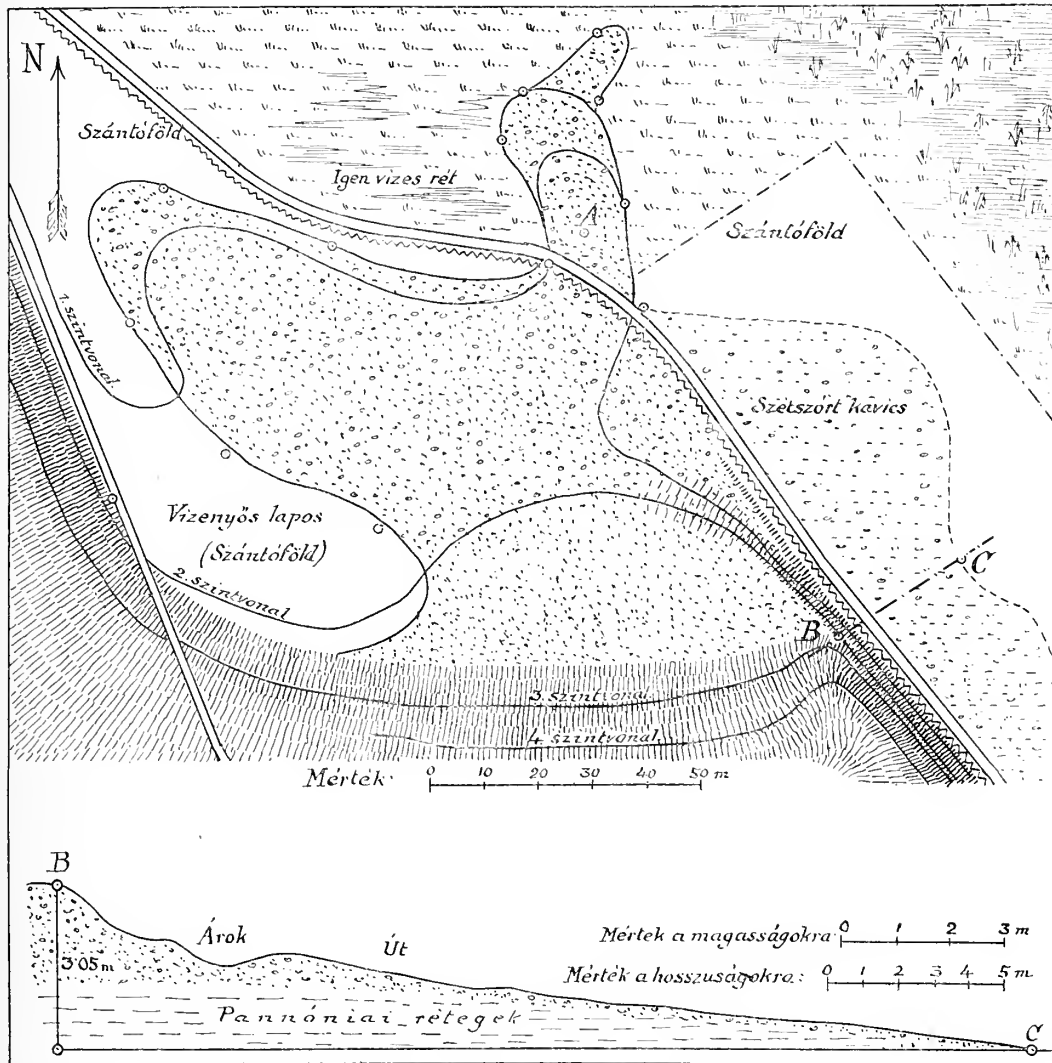 N
Szántóföld
Igen vizes rét
A
Szántóföld
1. szintvonal
Szétszórt kavics
Vizenyős lapos
(Szántóföld)
2. szintvonal
C
B
3. szintvonal
4. szintvonal
Mérték: 0 10 20 30 40 50 m
B
Árok
Út
Mérték a magasságokra 0 1 2 3 m
3·05 m
Mérték a hosszuságokra: 0 1 2 3 4 5 m
Pannóniai rétegek
C